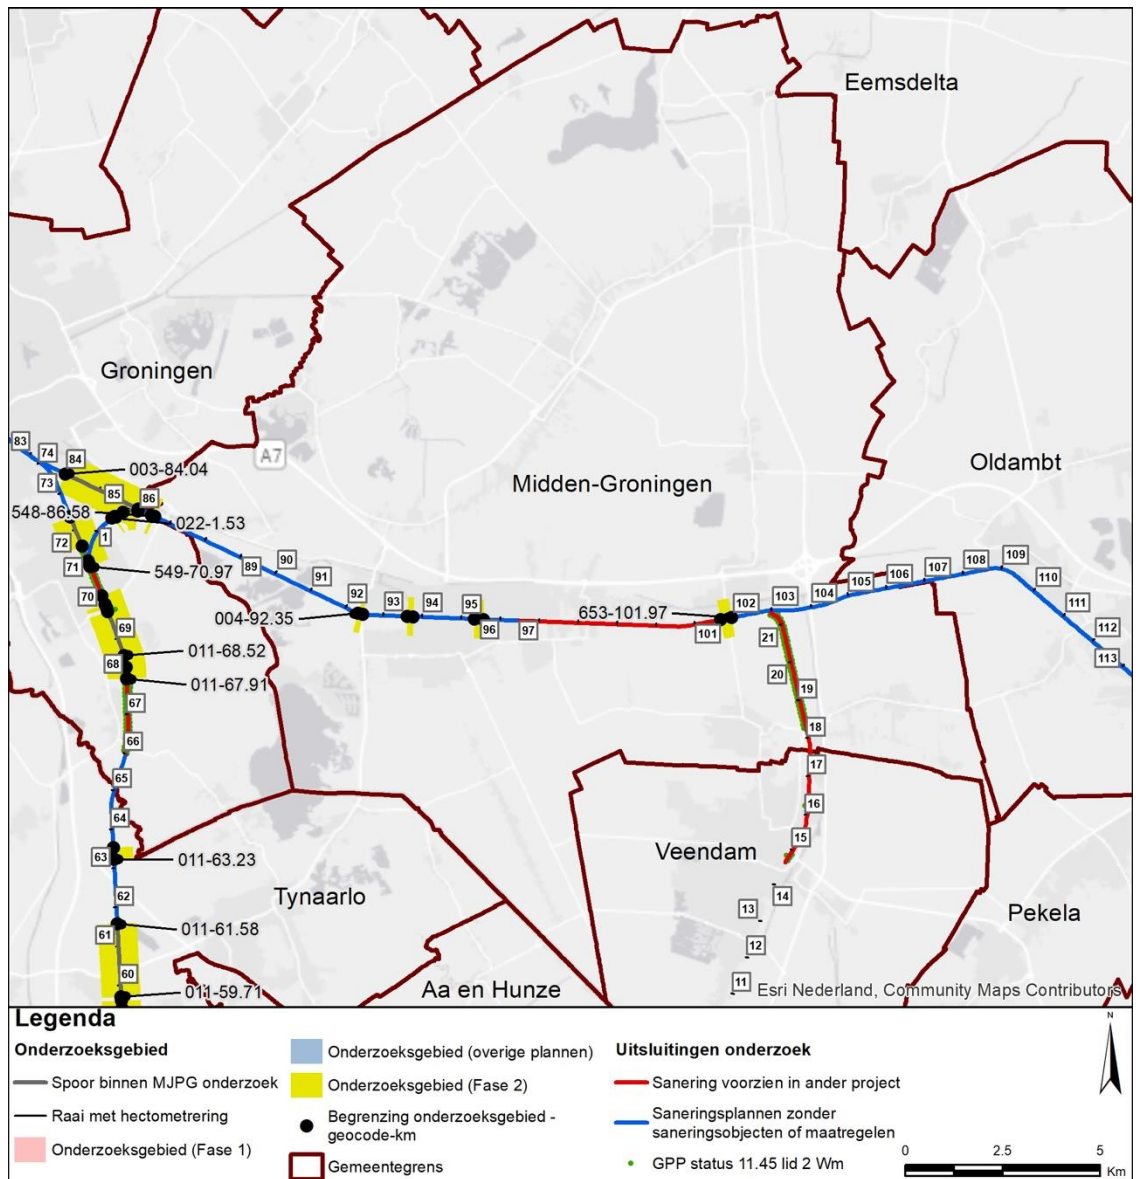 Eemsdelta
Groningen
A7
Oldambt
Midden-Groningen
83
74
84
73
003-84.04
85
86
548-86.58
022-1.53
72
1
71
549-70.97
89
90
91
92
93
94
95
96
97
004-92.35
653-101.97
101
102
103
104
105
106
107
108
109
110
111
112
113
70
69
011-68.52
68
011-67.91
67
66
65
64
63
011-63.23
62
011-61.58
61
60
011-59.71
21
20
19
18
17
16
15
14
13
12
11
Veendam
Tynaarlo
Pekela
Aa en Hunze
Esri Nederland, Community Maps Contributors
Legenda
Onderzoeksgebied
Spoor binnen MJPG onderzoek
Raai met hectometrering
Onderzoeksgebied (Fase 1)
Onderzoeksgebied (overige plannen)
Onderzoeksgebied (Fase 2)
Begrenzing onderzoeksgebied -
geocode-km
Gemeentegrens
Uitsluitingen onderzoek
Sanering voorzien in ander project
Saneringsplannen zonder
saneringsobjecten of maatregelen
GPP status 11.45 lid 2 Wm
N
0 2.5 5
Km